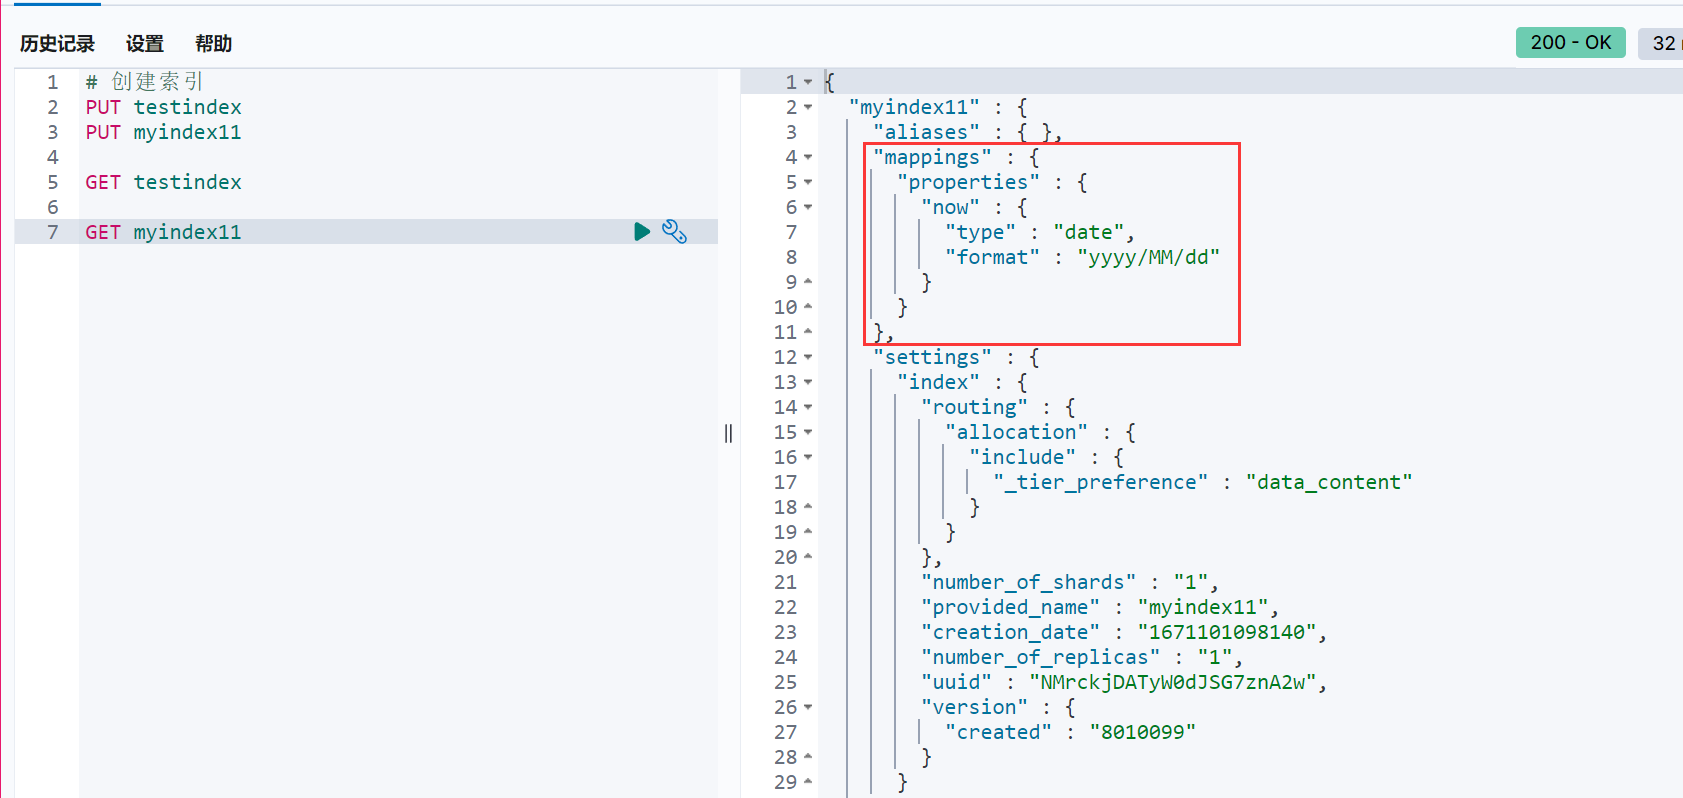 历史记录 设置 帮助 200 - OK 32
1 # 创建索引
2 PUT testindex
3 PUT myindex11
4
5 GET testindex
6
7 GET myindex11
1 {
2 "myindex11" : {
3 "aliases" : { },
4 "mappings" : {
5 "properties" : {
6 "now" : {
7 "type" : "date",
8 "format" : "yyyy/MM/dd"
9 }
10 }
11 },
12 "settings" : {
13 "index" : {
14 "routing" : {
15 "allocation" : {
16 "include" : {
17 "_tier_preference" : "data_content"
18 }
19 }
20 },
21 "number_of_shards" : "1",
22 "provided_name" : "myindex11",
23 "creation_date" : "1671101098140",
24 "number_of_replicas" : "1",
25 "uuid" : "NMrckjDATyW0dJSG7znA2w",
26 "version" : {
27 "created" : "8010099"
28 }
29 }